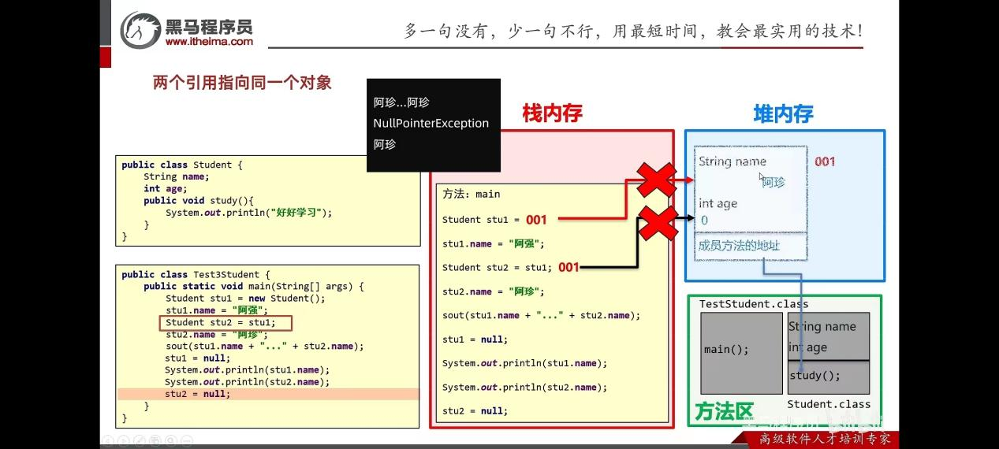 黑马程序员
www.itheima.com
多一句没有，少一句不行，用最短时间，教会最实用的技术！
两个引用指向同一个对象
阿珍...阿珍
NullPointerException
阿珍
public class Student {
String name;
int age;
public void study(){
System.out.println("好好学习");
}
}
public class Test3Student {
public static void main(String[] args) {
Student stu1 = new Student();
stu1.name = "阿强";
Student stu2 = stu1;
stu2.name = "阿珍";
sout(stu1.name + "..." + stu2.name);
stu1 = null;
System.out.println(stu1.name);
System.out.println(stu2.name);
stu2 = null;
}
}
栈内存
方法：main
Student stu1 = 001
stu1.name = "阿强";
Student stu2 = stu1; 001
stu2.name = "阿珍";
sout(stu1.name + "..." + stu2.name);
stu1 = null;
System.out.println(stu1.name);
System.out.println(stu2.name);
stu2 = null;
堆内存
String name
001
阿珍
int age
0
成员方法的地址
TestStudent.class
main();
String name
int age
study();
Student.class
方法区
高级软件人才培训专家